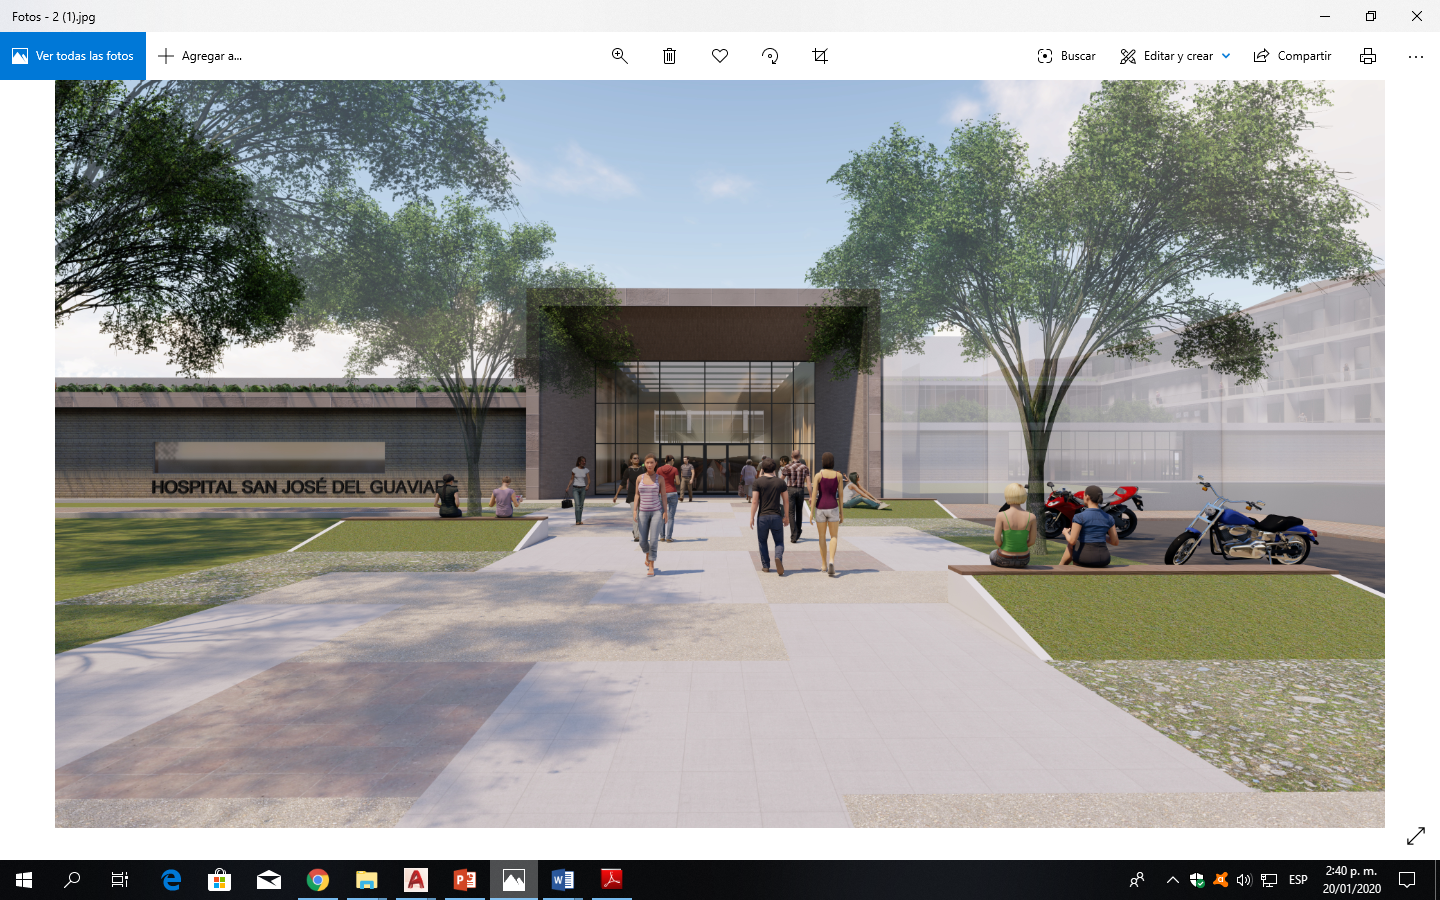 Fotos - 2 (1).jpg
Ver todas las fotos
Agregar a...
Buscar
Editar y crear
Compartir
HOSPITAL SAN JOSÉ DEL GUAVIAR
ESP
2:40 p. m.
20/01/2020